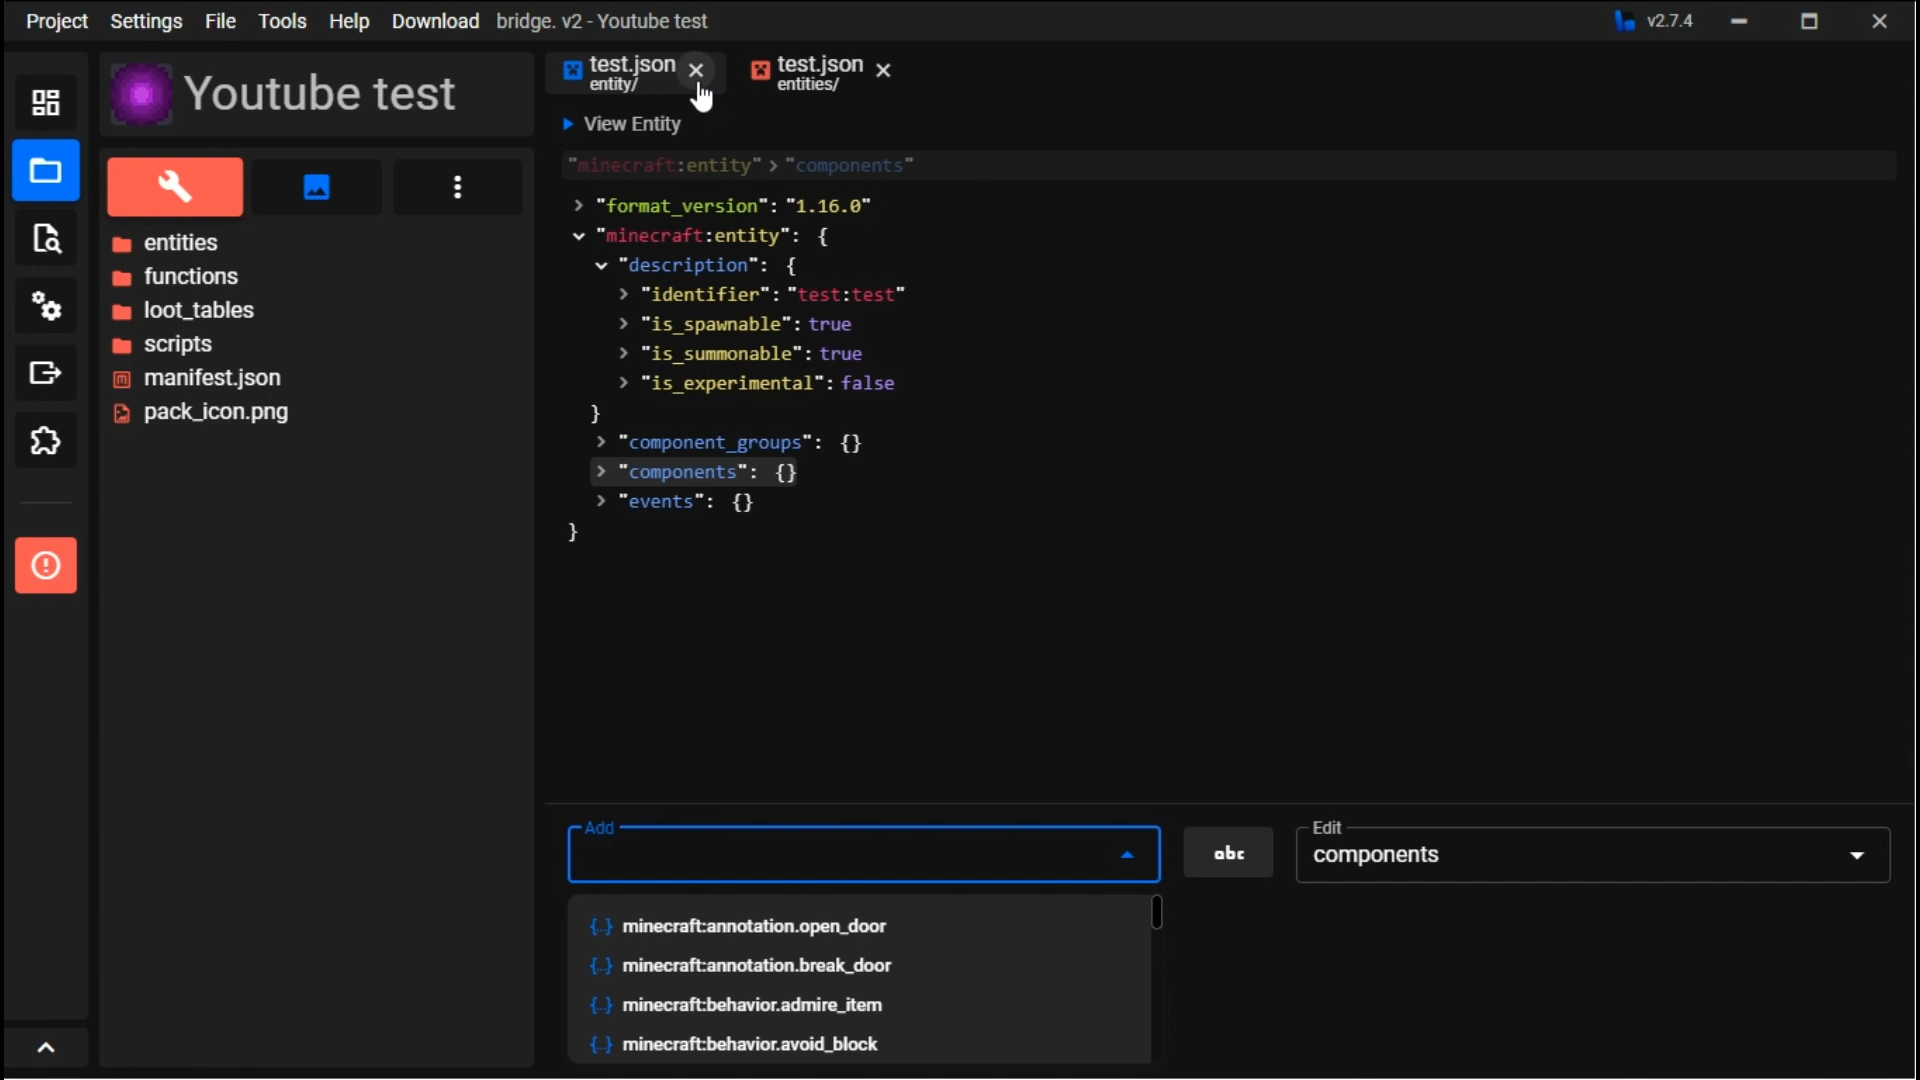 Project Settings File Tools Help Download bridge. v2 - Youtube test v2.7.4
Youtube test
entities
functions
loot_tables
scripts
manifest.json
pack_icon.png
test.json
entity/
test.json
entities/
View Entity
"minecraft:entity" > "components"
"format_version": "1.16.0"
"minecraft:entity": {
"description": {
"identifier": "test:test"
"is_spawnable": true
"is_summonable": true
"is_experimental": false
}
"component_groups": {}
"components": {}
"events": {}
}
Add
abc
Edit
components
{..} minecraft:annotation.open_door
{..} minecraft:annotation.break_door
{..} minecraft:behavior.admire_item
{..} minecraft:behavior.avoid_block